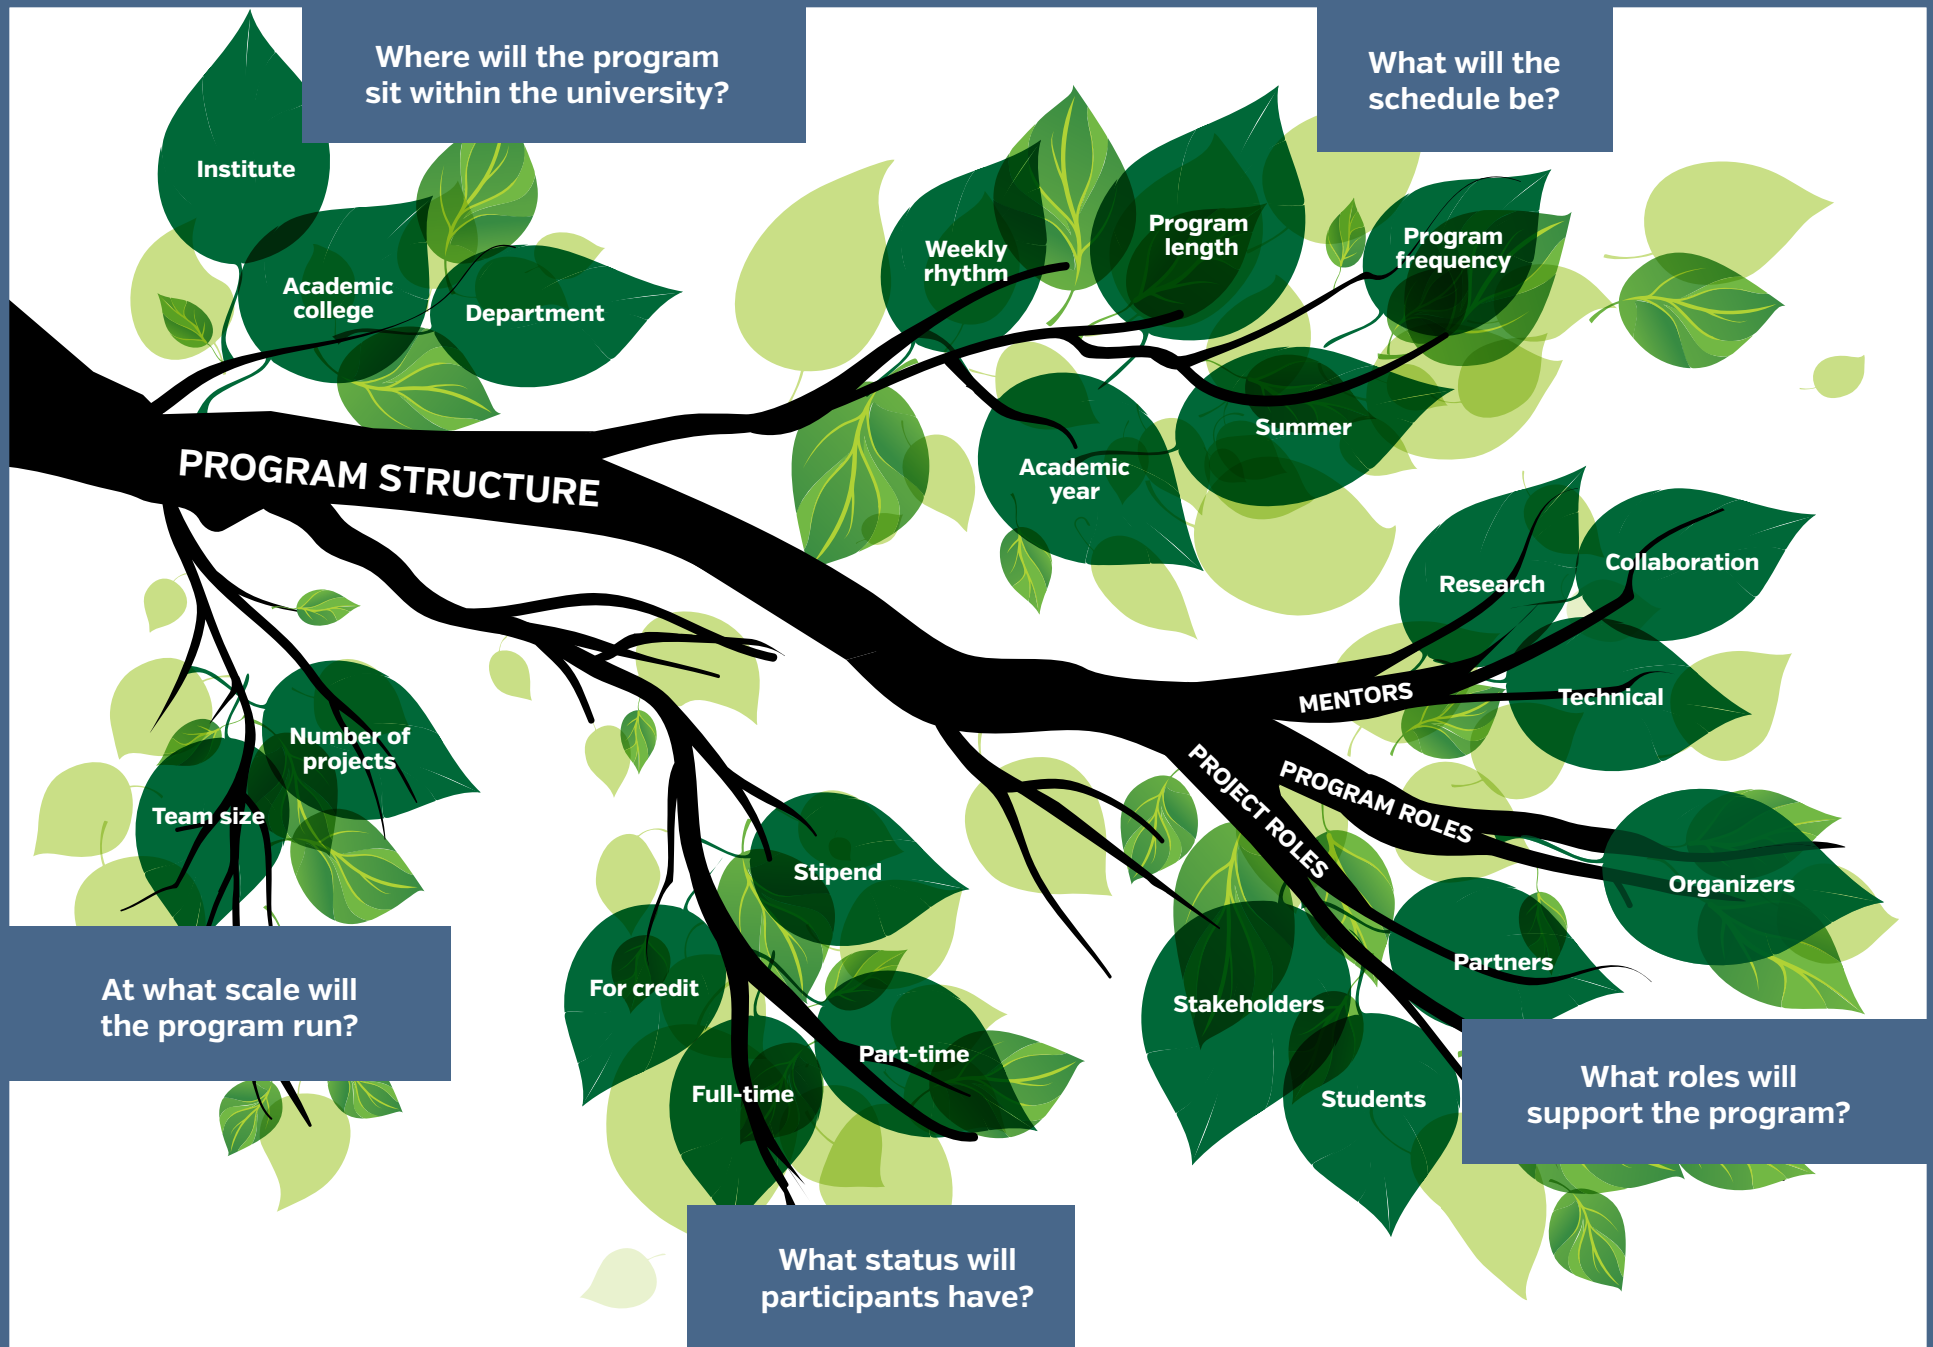 Where will the program
sit within the university?
What will the
schedule be?
Institute
Academic
college
Department
Weekly
rhythm
Program
length
Program
frequency
Academic
year
Summer
PROGRAM STRUCTURE
Research
Collaboration
Technical
MENTORS
PROGRAM ROLES
PROJECT ROLES
Number of
projects
Team size
Stipend
For credit
Part-time
Full-time
Organizers
Partners
Stakeholders
Students
At what scale will
the program run?
What roles will
support the program?
What status will
participants have?